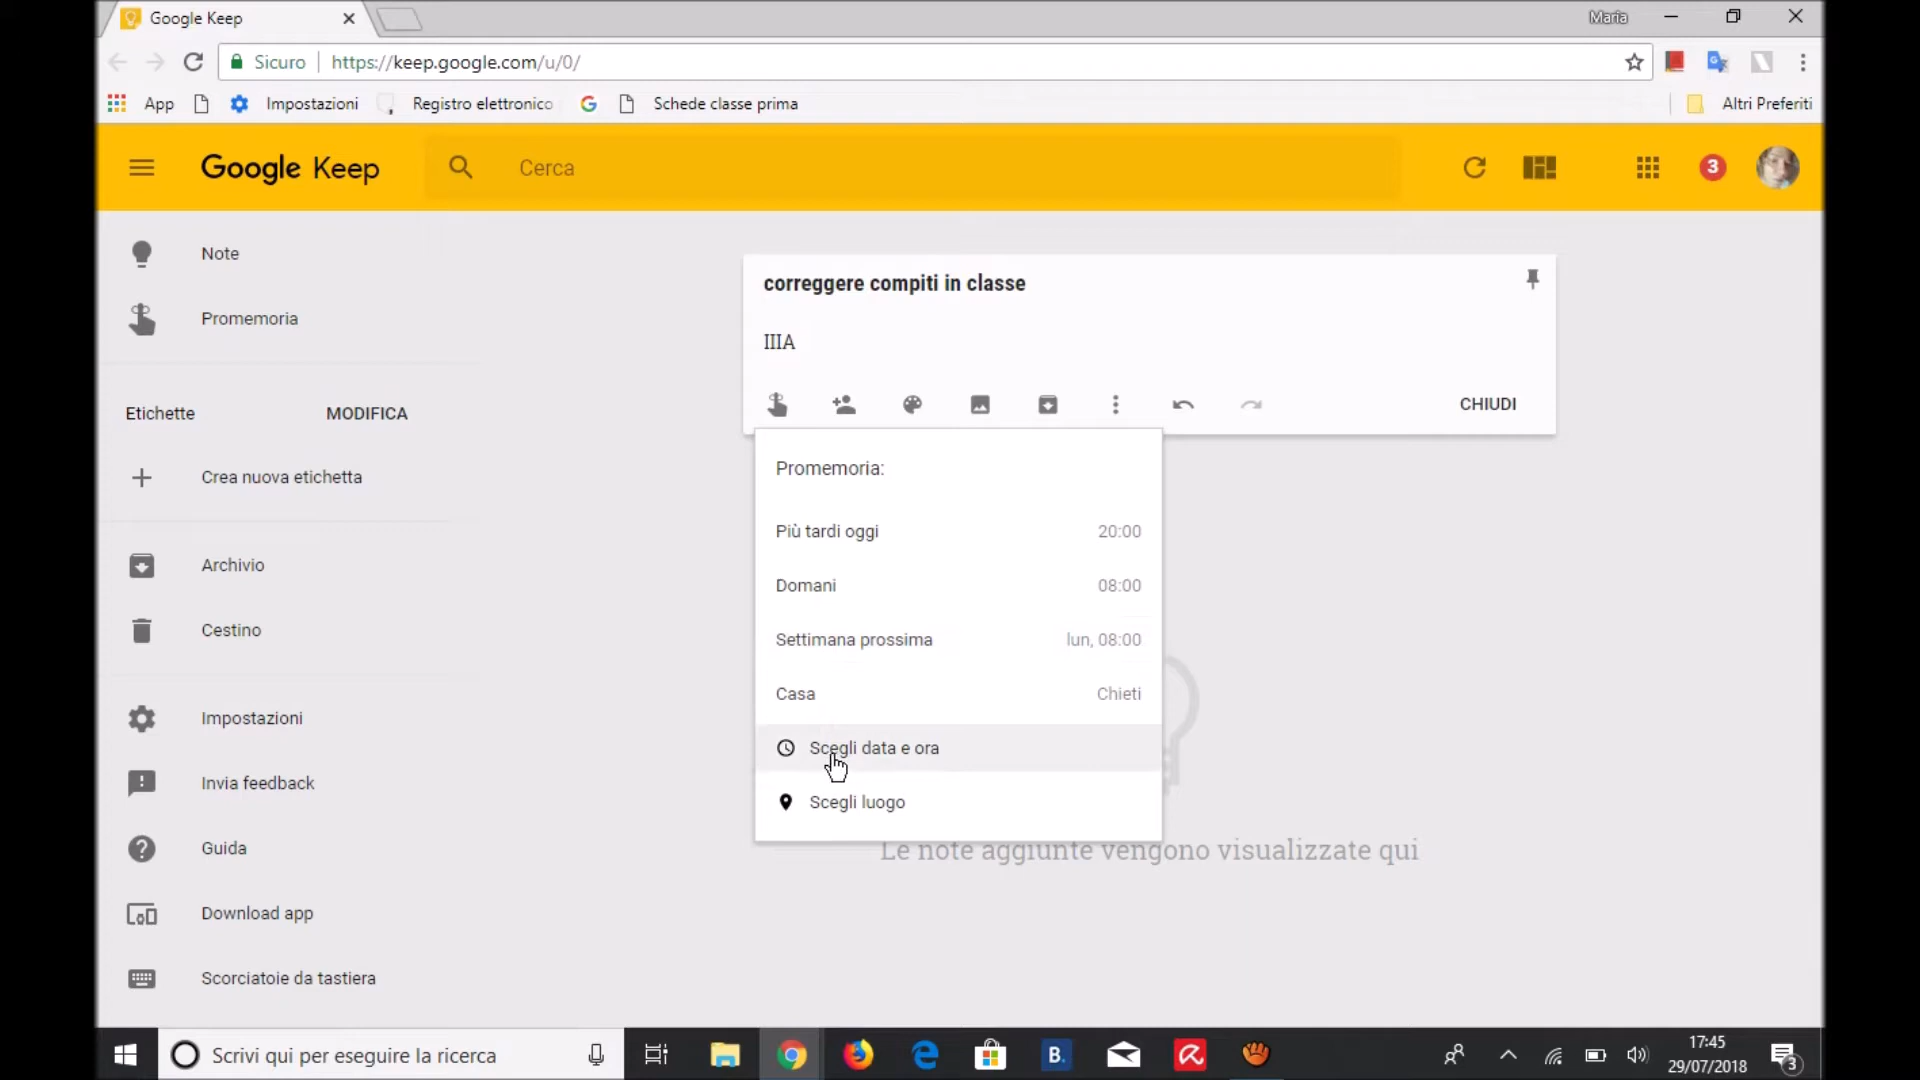 Google Keep
Maria
Sicuro https://keep.google.com/u/0/
App Impostazioni Registro elettronico Schede classe prima Altri Preferiti
Google Keep Cerca 3
Note
Promemoria
Etichette MODIFICA
Crea nuova etichetta
Archivio
Cestino
Impostazioni
Invia feedback
Guida
Download app
Scorciatoie da tastiera
correggere compiti in classe
IIIA
CHIUDI
Promemoria:
Più tardi oggi 20:00
Domani 08:00
Settimana prossima lun, 08:00
Casa Chieti
Scegli data e ora
Scegli luogo
Le note aggiunte vengono visualizzate qui
Scrivi qui per eseguire la ricerca
B.
17:45
29/07/2018
3